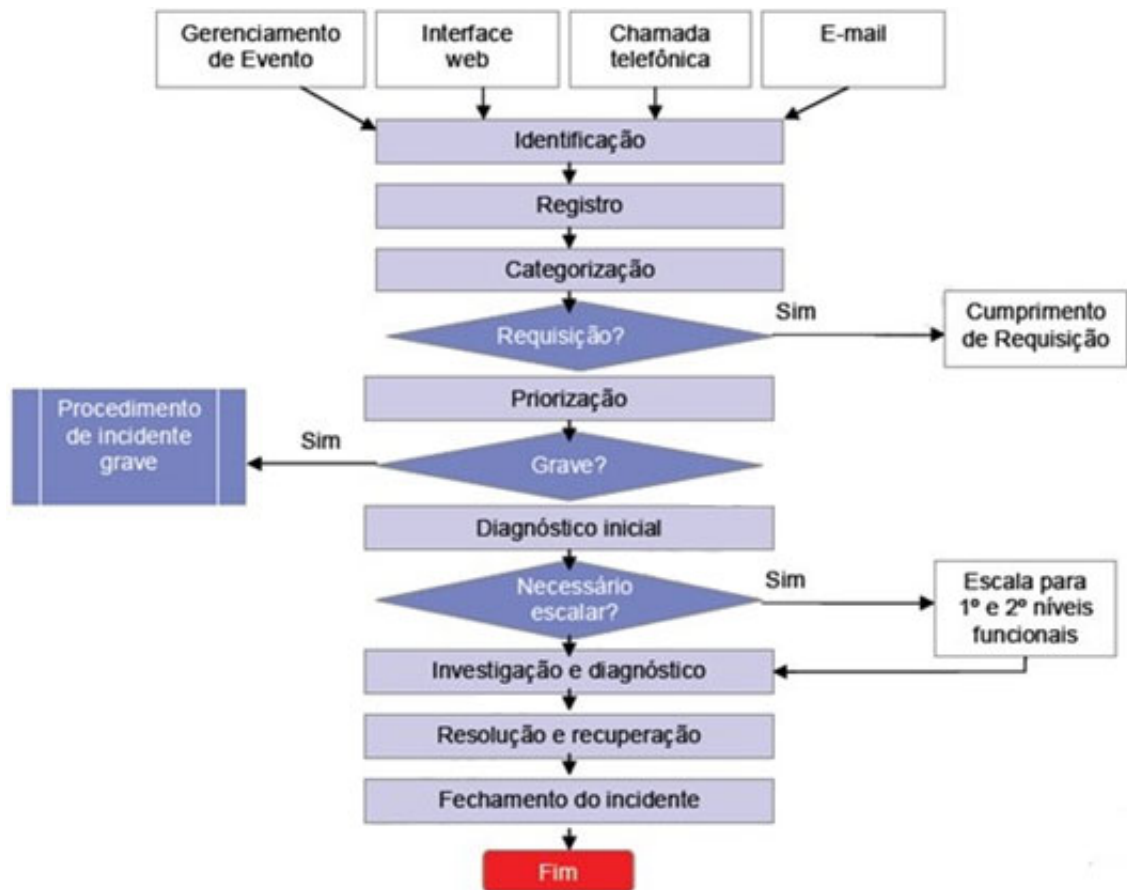 Gerenciamento
de Evento
Interface
web
Chamada
telefônica
E-mail
Identificação
Registro
Categorização
Requisição?
Sim
Cumprimento
de Requisição
Priorização
Procedimento
de incidente
grave
Sim
Grave?
Diagnóstico inicial
Necessário
escalar?
Sim
Escala para
1º e 2º níveis
funcionais
Investigação e diagnóstico
Resolução e recuperação
Fechamento do incidente
Fim